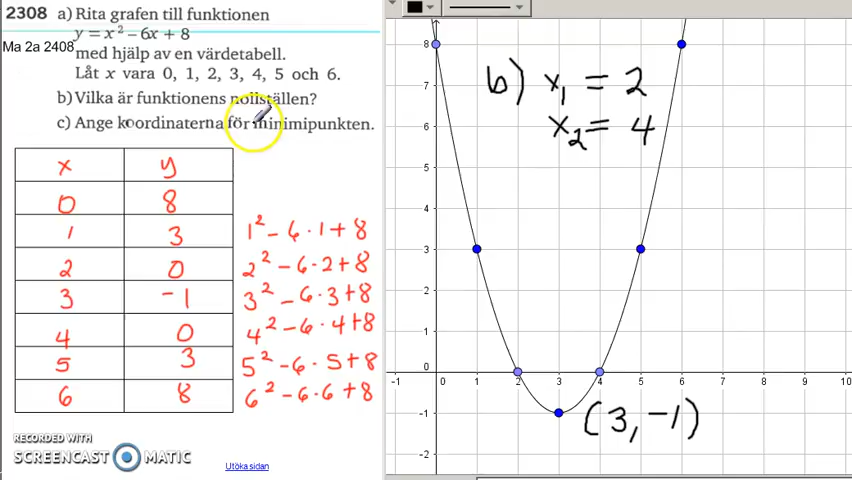 2308 a) Rita grafen till funktionen
y = x² – 6x + 8
Ma 2a 2408
med hjälp av en värdetabell.
Låt x vara 0, 1, 2, 3, 4, 5 och 6.
b) Vilka är funktionens nollställen?
c) Ange koordinaterna för minimipunkten.
x y
0 8
1 3 1² - 6·1+8
2 0 2² - 6·2+8
3 -1 3² - 6·3+8
4 0 4² - 6·4+8
5 3 5² - 6·5+8
6 8 6² - 6·6+8
RECORDED WITH
SCREENCAST MATIC
Utöka sidan
b) x₁ = 2
x₂ = 4
8
7
6
5
4
3
2
1
0
-1 0 1 2 3 4 5 6 7 8 9 10
-1
(3, -1)
-2